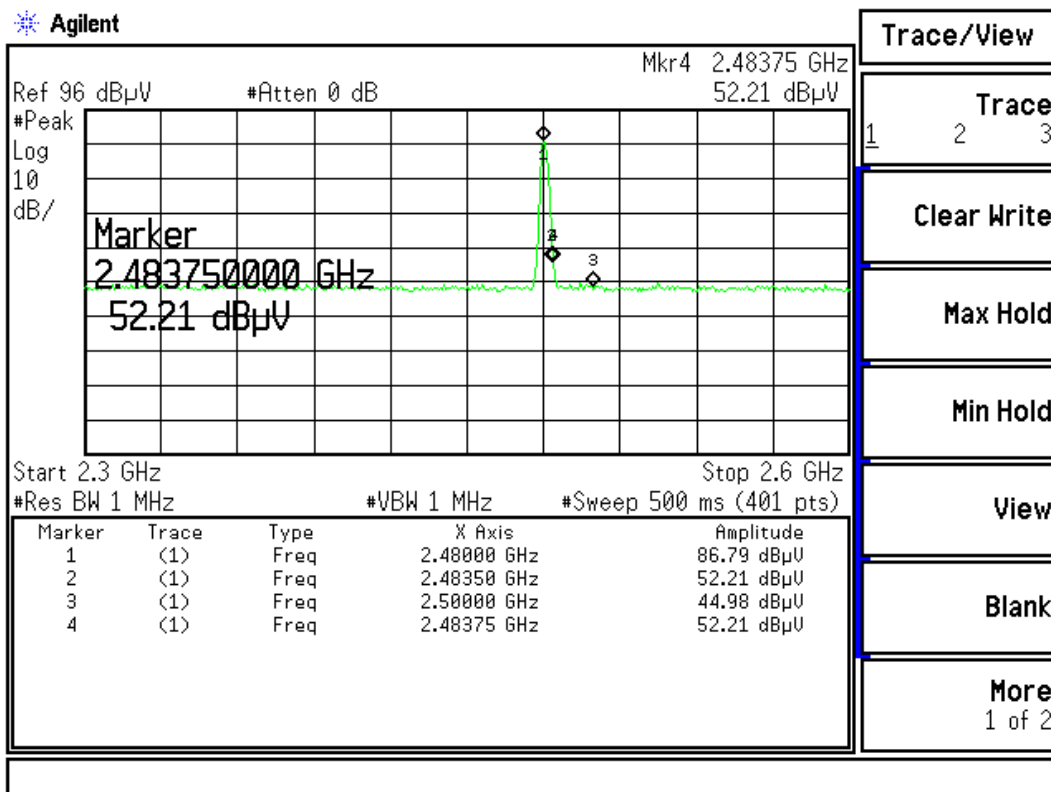 Agilent
Mkr4 2.48375 GHz
Ref 96 dBµV #Atten 0 dB 52.21 dBµV
#Peak
Log
10
dB/
1
2
3
Marker
2.483750000 GHz
52.21 dBµV
Start 2.3 GHz Stop 2.6 GHz
#Res BW 1 MHz #VBW 1 MHz #Sweep 500 ms (401 pts)
Marker Trace Type X Axis Amplitude
1 (1) Freq 2.48000 GHz 86.79 dBµV
2 (1) Freq 2.48350 GHz 52.21 dBµV
3 (1) Freq 2.50000 GHz 44.98 dBµV
4 (1) Freq 2.48375 GHz 52.21 dBµV
Trace/View
Trace
1 2 3
Clear Write
Max Hold
Min Hold
View
Blank
More
1 of 2